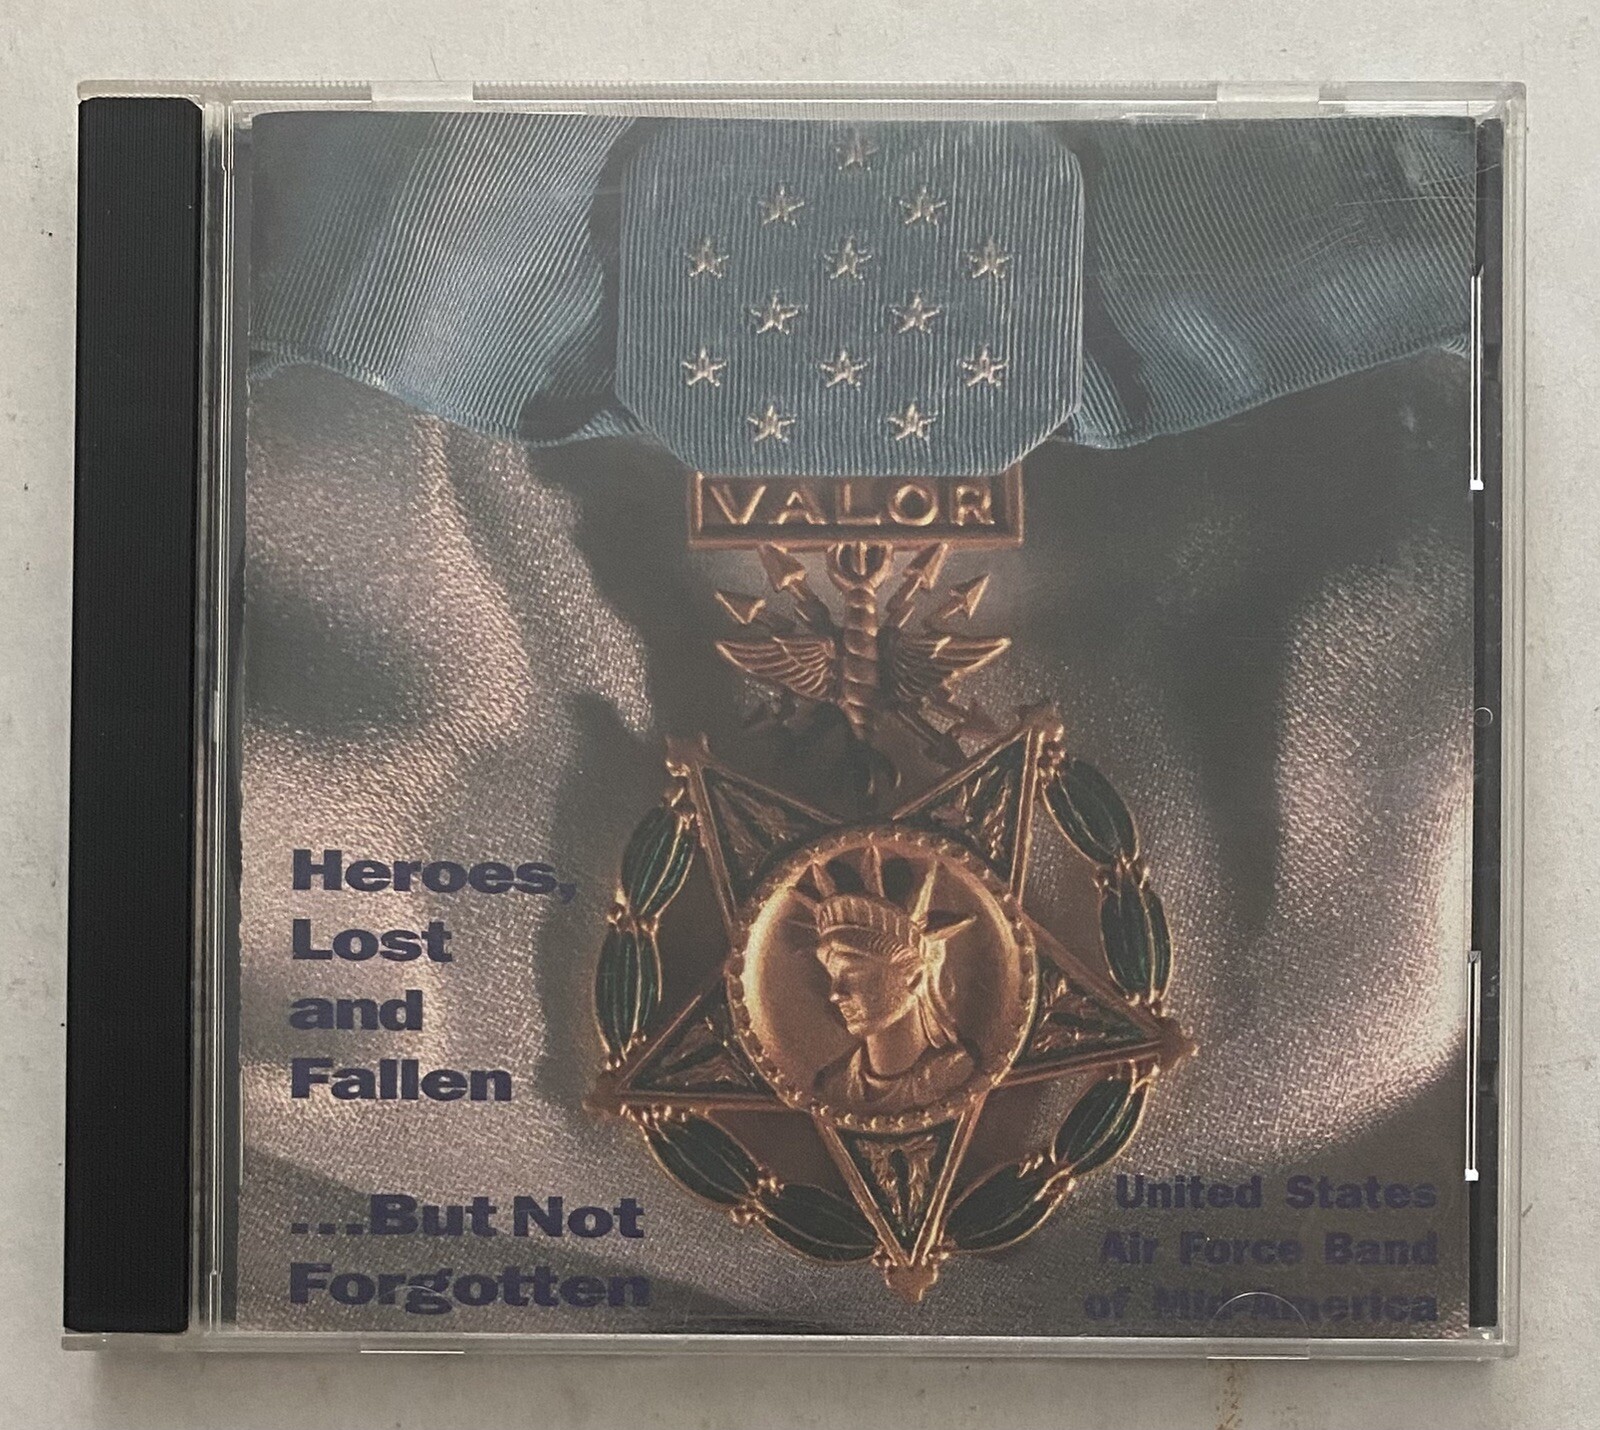 VALOR
Heroes,
Lost
and
Fallen
...But Not
Forgotten
United States
Air Force Band
of Mid-America